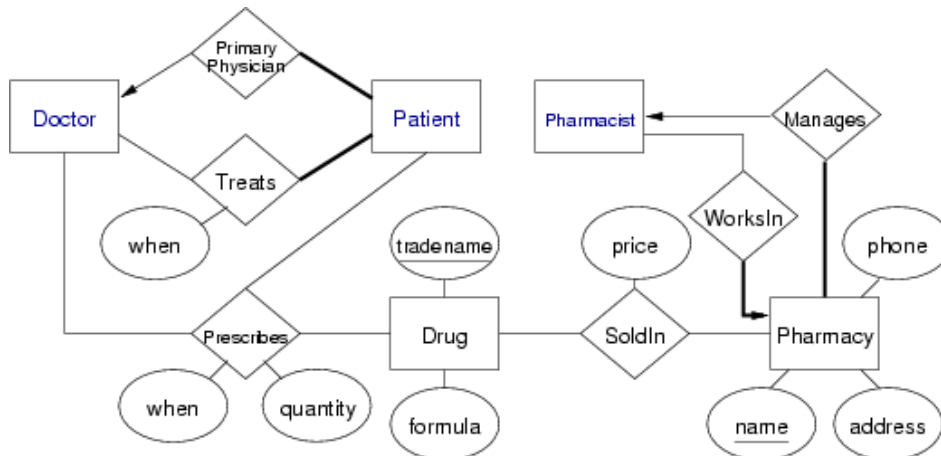 Primary
Physician
Doctor
Patient
Pharmacist
Manages
Treats
WorksIn
when
tradename
price
phone
Prescribes
Drug
SoldIn
Pharmacy
when
quantity
formula
name
address